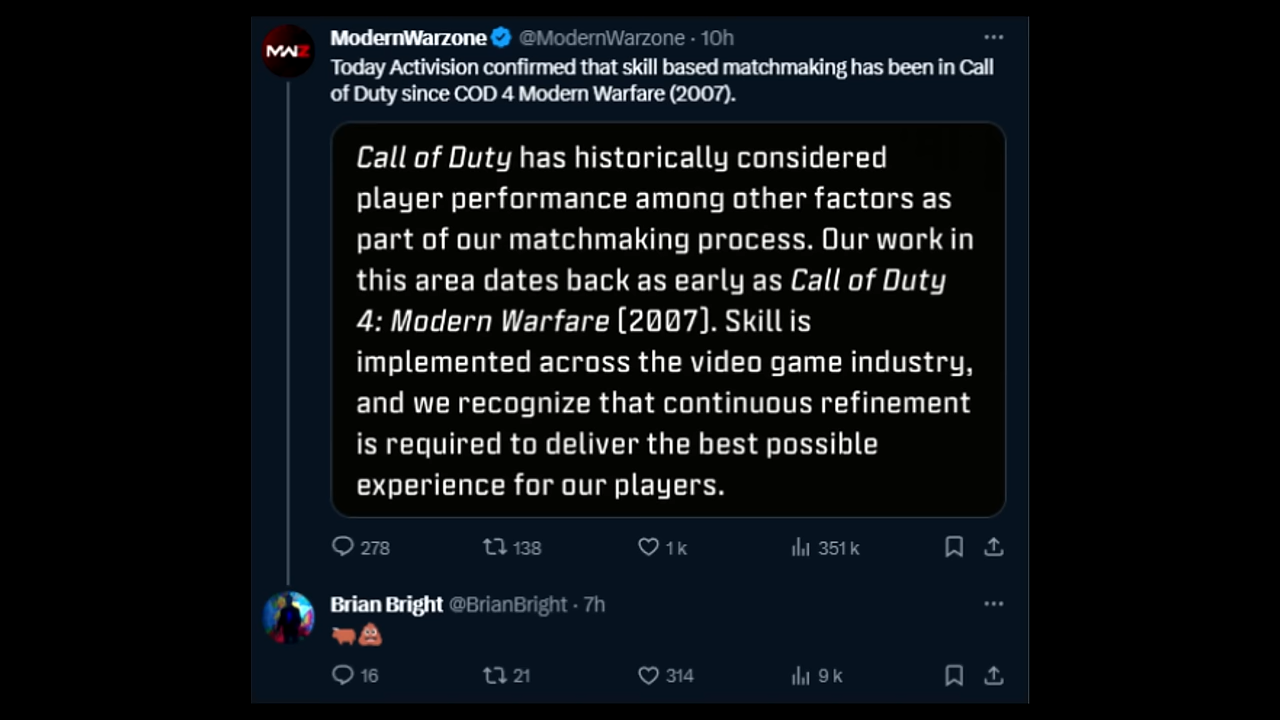 ModernWarzone @ModernWarzone · 10h
MWZ
Today Activision confirmed that skill based matchmaking has been in Call
of Duty since COD 4 Modern Warfare (2007).
Call of Duty has historically considered
player performance among other factors as
part of our matchmaking process. Our work in
this area dates back as early as Call of Duty
4: Modern Warfare (2007). Skill is
implemented across the video game industry,
and we recognize that continuous refinement
is required to deliver the best possible
experience for our players.
278 138 1 k 351 k
Brian Bright @BrianBright · 7h
🐂💩
16 21 314 9 k